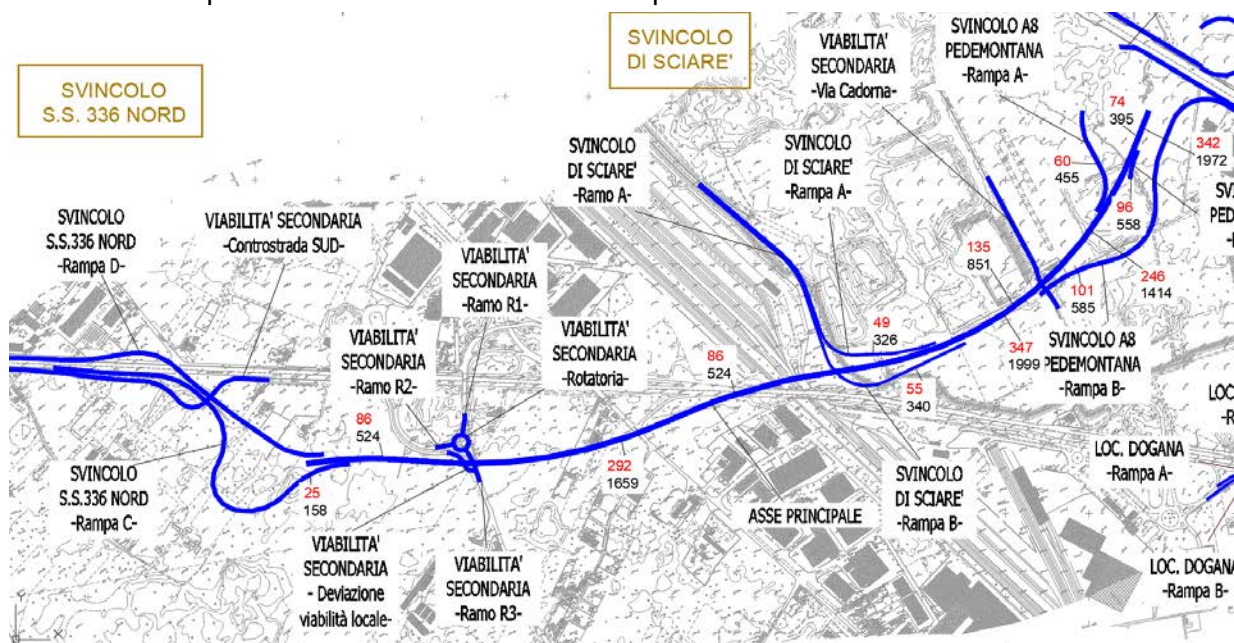 SVINCOLO
S.S. 336 NORD
SVINCOLO
DI SCIARE'
VIABILITA'
SECONDARIA
-Via Cadorna-
SVINCOLO A8
PEDEMONTANA
-Rampa A-
SVINCOLO
DI SCIARE'
-Ramo A-
SVINCOLO
DI SCIARE'
-Rampa A-
74
395
342
1972
60
455
96
558
SVINCOLO
S.S.336 NORD
-Rampa D-
VIABILITA' SECONDARIA
-Controstrada SUD-
VIABILITA'
SECONDARIA
-Ramo R1-
135
851
246
1414
101
585
VIABILITA'
SECONDARIA
-Ramo R2-
VIABILITA'
SECONDARIA
-Rotatoria-
49
326
86
524
347
1999
SVINCOLO A8
PEDEMONTANA
-Rampa B-
55
340
86
524
SVINCOLO
S.S.336 NORD
-Rampa C-
25
158
292
1659
ASSE PRINCIPALE
SVINCOLO
DI SCIARE'
-Rampa B-
LOC. DOGANA
-Rampa A-
VIABILITA'
SECONDARIA
- Deviazione
viabilità locale-
VIABILITA'
SECONDARIA
-Ramo R3-
LOC. DOGANA
-Rampa B-